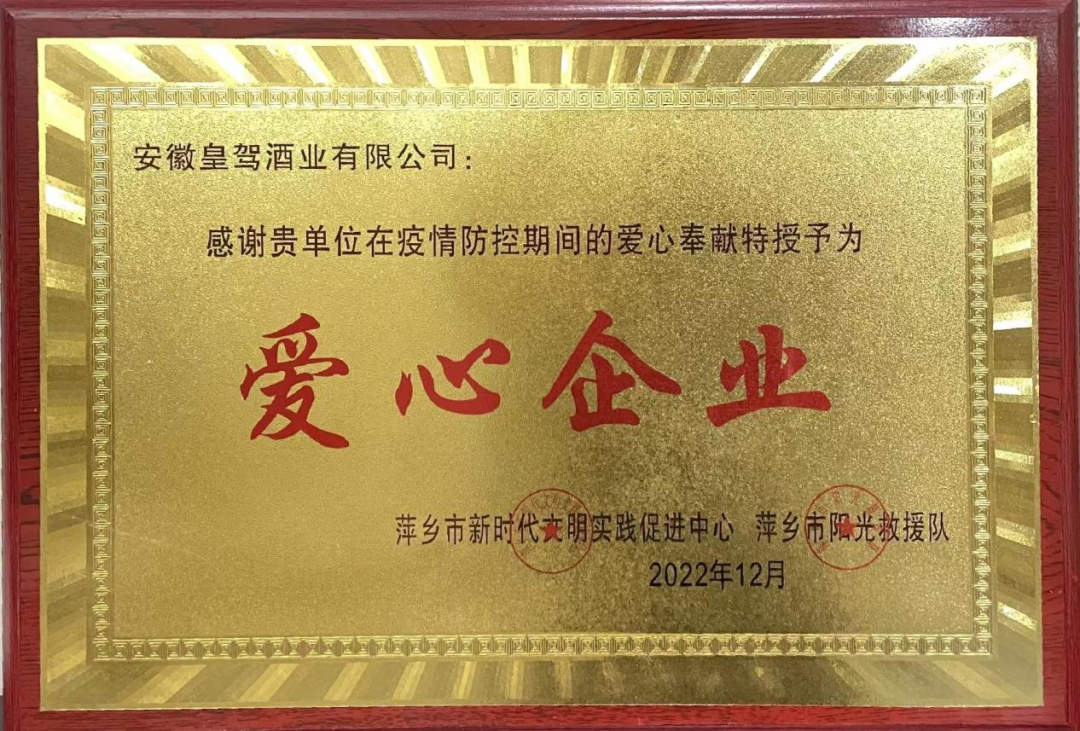 安徽皇驾酒业有限公司：
感谢贵单位在疫情防控期间的爱心奉献特授予为
爱心企业
萍乡市新时代文明实践促进中心 萍乡市阳光救援队
2022年12月